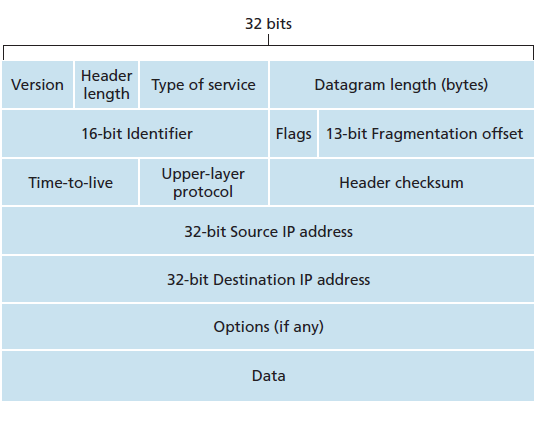 32 bits
Version
Header
length
Type of service
Datagram length (bytes)
16-bit Identifier
Flags
13-bit Fragmentation offset
Time-to-live
Upper-layer
protocol
Header checksum
32-bit Source IP address
32-bit Destination IP address
Options (if any)
Data